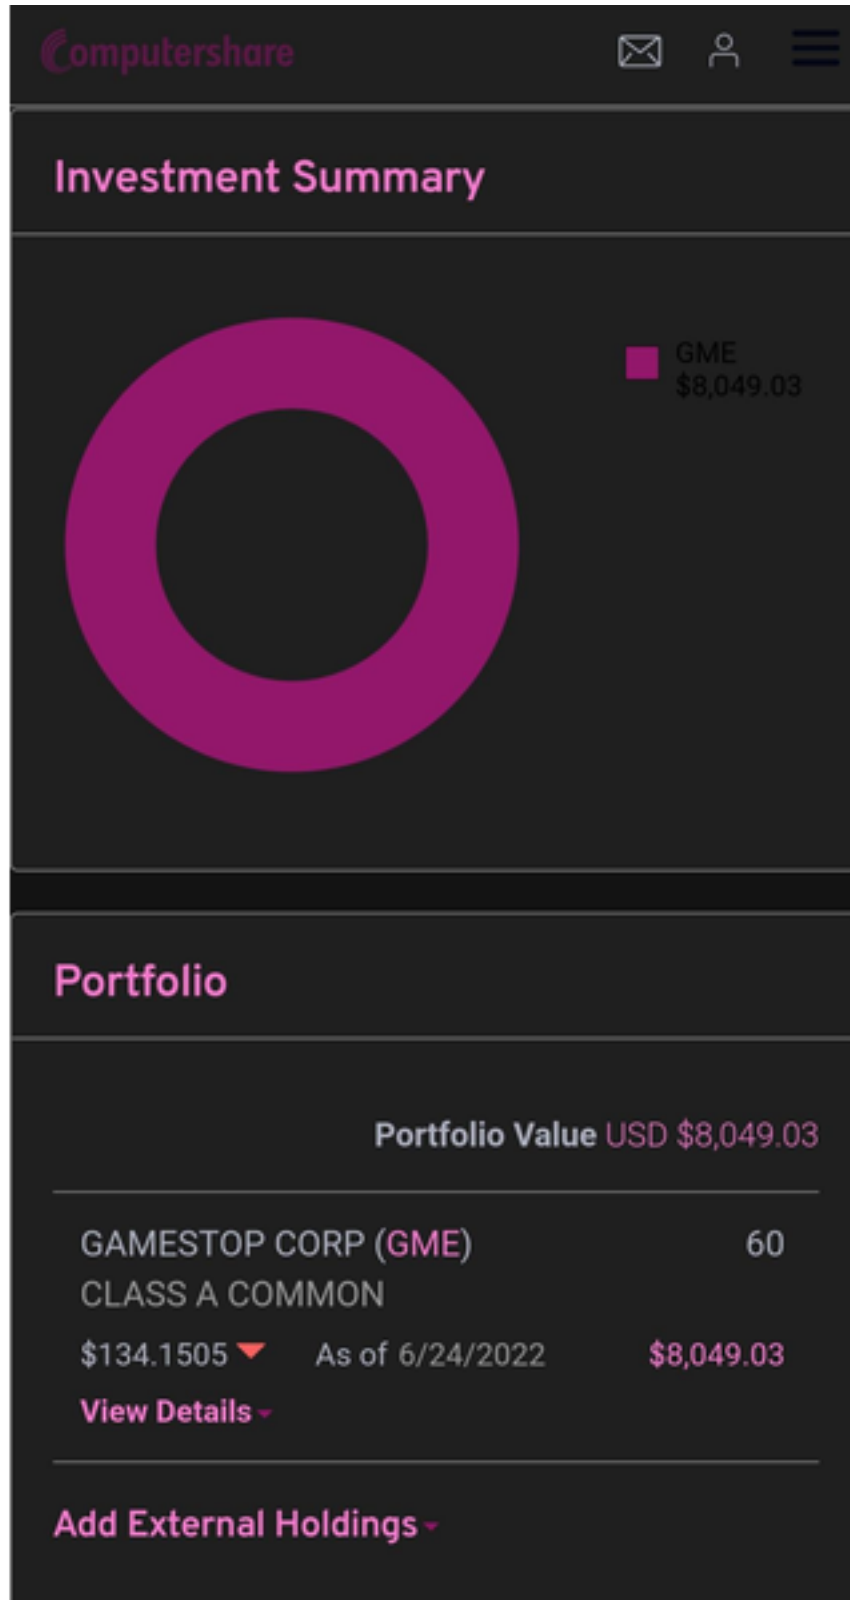 Computershare
Investment Summary
GME
$8,049.03
Portfolio
Portfolio Value USD $8,049.03
GAMESTOP CORP (GME) 60
CLASS A COMMON
$134.1505 As of 6/24/2022 $8,049.03
View Details
Add External Holdings